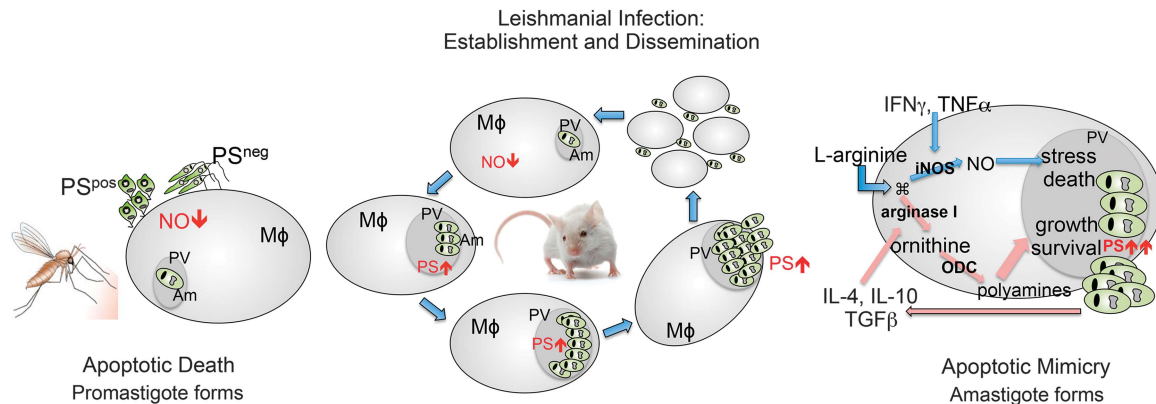 Leishmanial Infection:
Establishment and Dissemination
PSneg
PSpos
NO
Mϕ
PV
Am
Apoptotic Death
Promastigote forms
Mϕ
PV
Am
NO
Mϕ
PV
Am
PS
Mϕ
PV
PS
PV
PS
Mϕ
IFNγ, TNFα
PV
L-arginine
iNOS
NO
stress
death
⌘
arginase I
growth
survival
PS
ornithine
ODC
polyamines
IL-4, IL-10
TGFβ
Apoptotic Mimicry
Amastigote forms